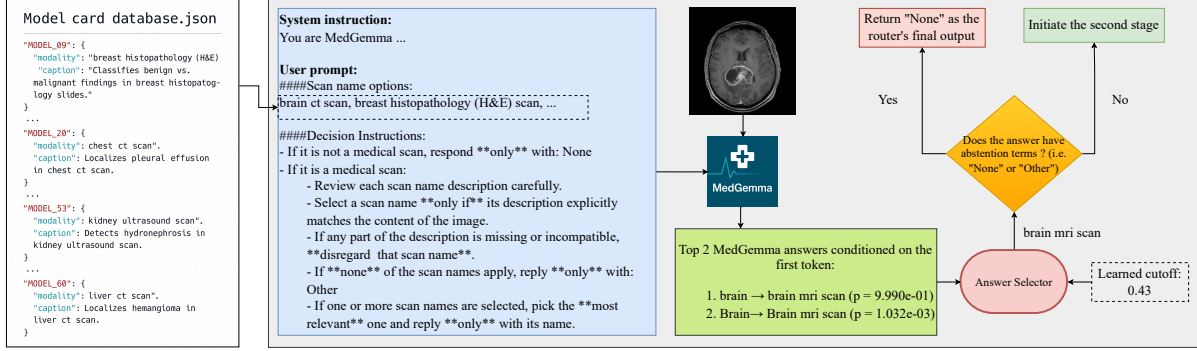 Model card database.json
"MODEL_09": {
"modality": "breast histopathology (H&E)
"caption": "Classifies benign vs.
malignant findings in breast histopatog-
logy slides."
}
...
"MODEL_20": {
"modality": chest ct scan".
"caption": Localizes pleural effusion
in chest ct scan.
}
...
"MODEL_53": {
"modality": kidney ultrasound scan".
"caption": Detects hydronephrosis in
kidney ultrasound scan.
}
...
"MODEL_60": {
"modality": liver ct scan".
"caption": Localizes hemangioma in
liver ct scan.
}
System instruction:
You are MedGemma ...
User prompt:
####Scan name options:
brain ct scan, breast histopathology (H&E) scan, ...
####Decision Instructions:
- If it is not a medical scan, respond **only** with: None
- If it is a medical scan:
- Review each scan name description carefully.
- Select a scan name **only if** its description explicitly
matches the content of the image.
- If any part of the description is missing or incompatible,
**disregard that scan name**.
- If **none** of the scan names apply, reply **only** with:
Other
- If one or more scan names are selected, pick the **most
relevant** one and reply **only** with its name.
MedGemma
Top 2 MedGemma answers conditioned on the
first token:
1. brain → brain mri scan (p = 9.990e-01)
2. Brain→ Brain mri scan (p = 1.032e-03)
Answer Selector
Learned cutoff:
0.43
brain mri scan
Does the answer have
abstention terms ? (i.e.
"None" or "Other")
Yes
No
Return "None" as the
router's final output
Initiate the second stage